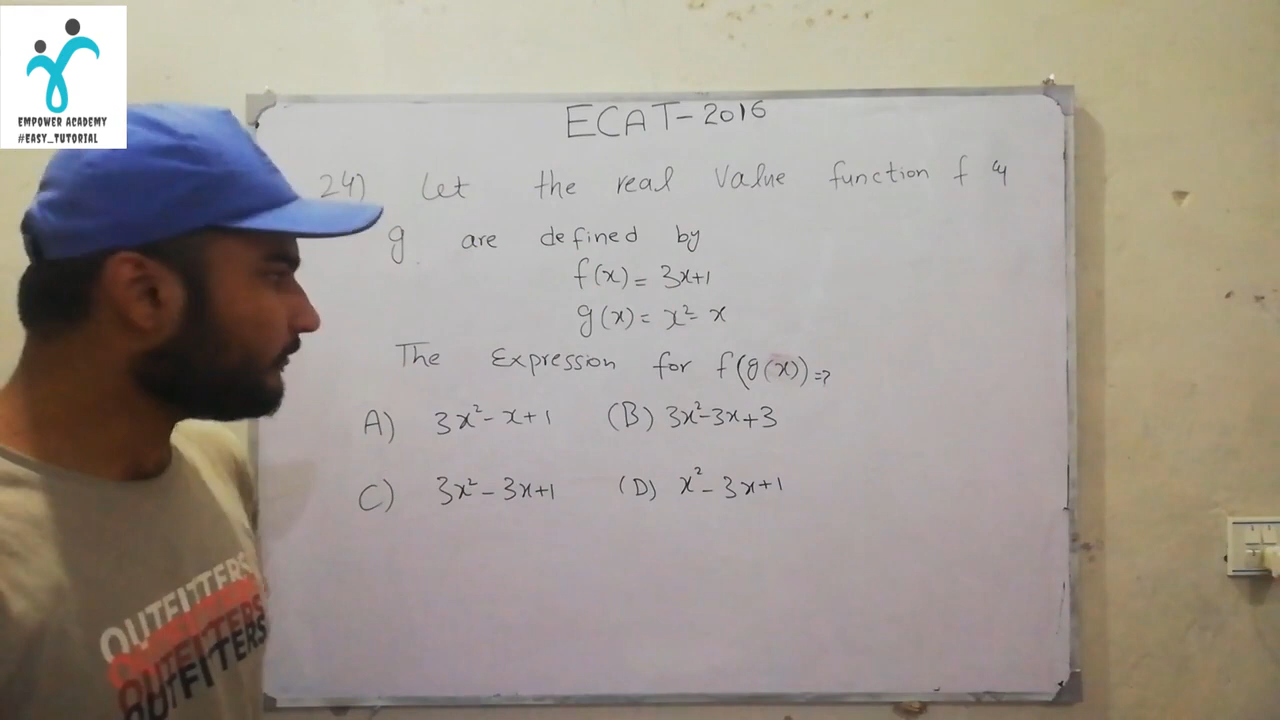 EMPOWER ACADEMY
#EASY_TUTORIAL
ECAT-2016
24) Let the real Value function f
g are defined by
f(x) = 3x+1
g(x) = x² - x
The Expression for f(g(x)) = ?
A) 3x² - x + 1 (B) 3x² - 3x + 3
C) 3x² - 3x + 1 (D) x² - 3x + 1
OUTFITTERS
OUTFITTERS
OUTFITTERS